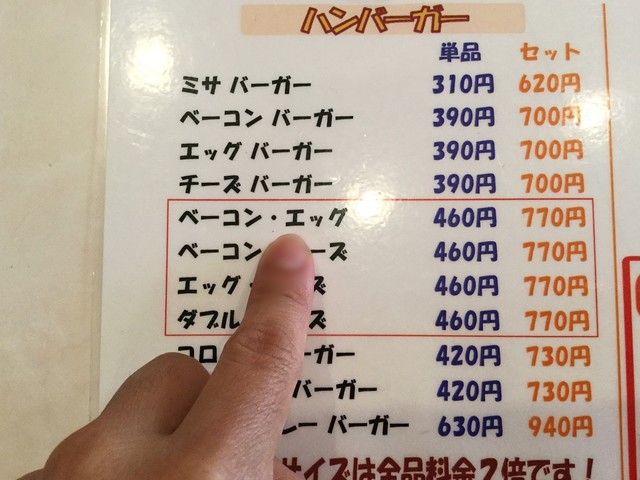 ハンバーガー
単品 セット
ミサ バーガー 310円 620円
ベーコン バーガー 390円 700円
エッグ バーガー 390円 700円
チーズ バーガー 390円 700円
ベーコン・エッグ 460円 770円
ベーコン ーズ 460円 770円
エッグ・ ズ 460円 770円
ダブル ズ 460円 770円
コロ ーガー 420円 730円
バーガー 420円 730円
レー バーガー 630円 940円
サイズは全品料金2倍です!